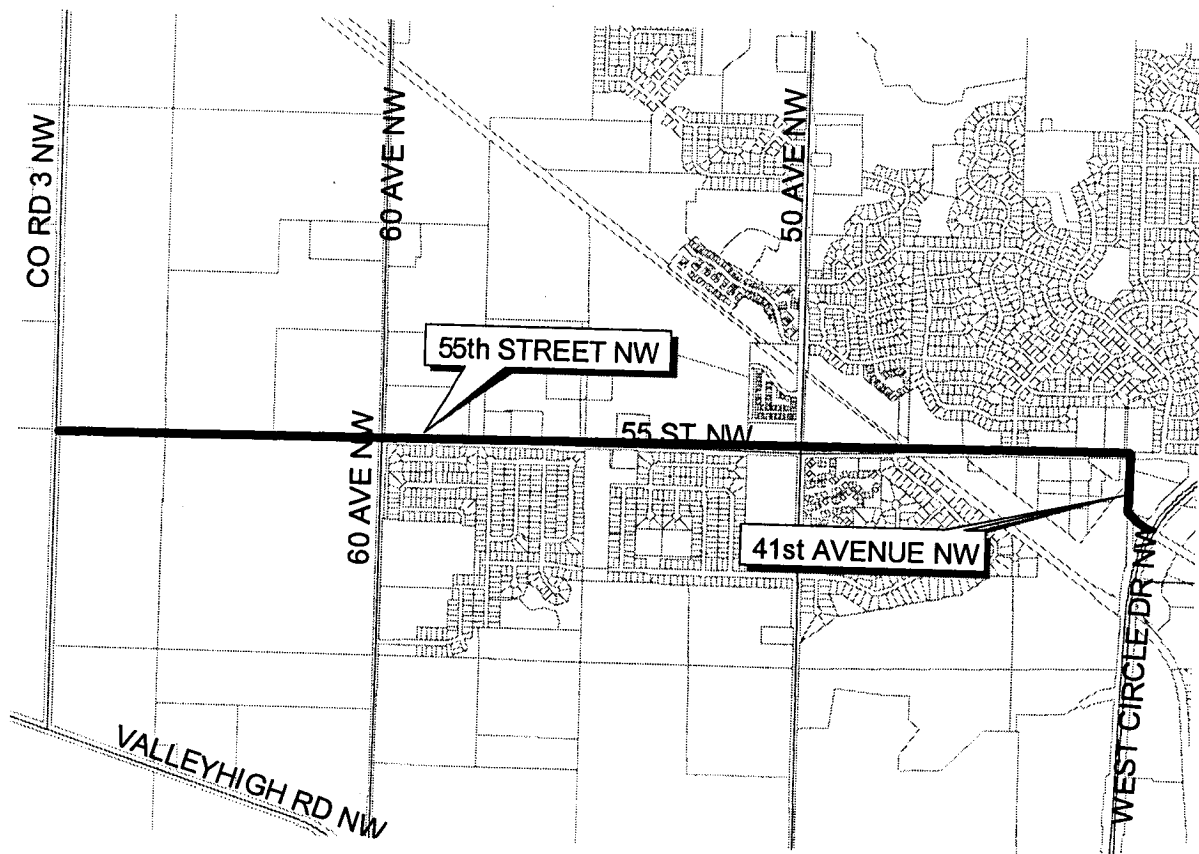 CO RD 3 NW
60 AVE NW
50 AVE NW
55th STREET NW
55 ST NW
60 AVE NW
41st AVENUE NW
WEST CIRCLE DR NW
VALLEYHIGH RD NW